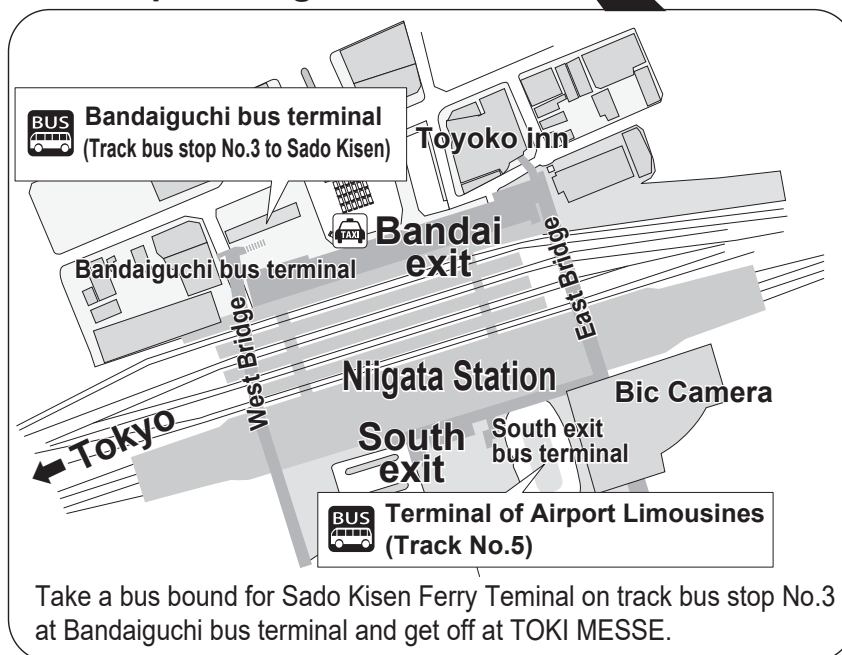 BUS
Bandaiguchi bus terminal
(Track bus stop No.3 to Sado Kisen)
Toyoko inn
TAXI
Bandai
exit
Bandaiguchi bus terminal
West Bridge
East Bridge
Niigata Station
Bic Camera
Tokyo
South
exit
South exit
bus terminal
BUS
Terminal of Airport Limousines
(Track No.5)
Take a bus bound for Sado Kisen Ferry Teminal on track bus stop No.3
at Bandaiguchi bus terminal and get off at TOKI MESSE.